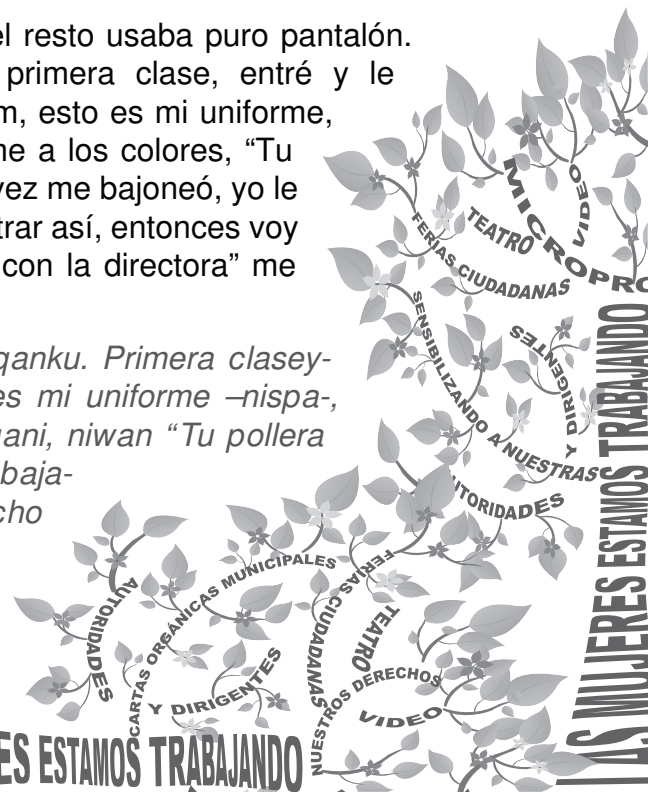 el resto usaba puro pantalón.
primera clase, entré y le
m, esto es mi uniforme,
ne a los colores, “Tu
vez me bajoneó, yo le
trar así, entonces voy
con la directora” me
qanku. Primera clasey-
es mi uniforme –nispa-,
ani, niwan “Tu pollera
baja-
cho
MICROPRO
VIDEO
TEATRO
FERIAS CIUDADANAS
SENSIBILIZANDO A NUESTRAS
Y DIRIGENTES
AUTORIDADES
LAS MUJERES ESTAMOS TRABAJANDO
AUTORIDADES
CARTAS ORGÁNICAS MUNICIPALES
FERIAS CIUDADANAS
TEATRO
Y DIRIGENTES
NUESTROS DERECHOS
VIDEO
ES ESTAMOS TRABAJANDO